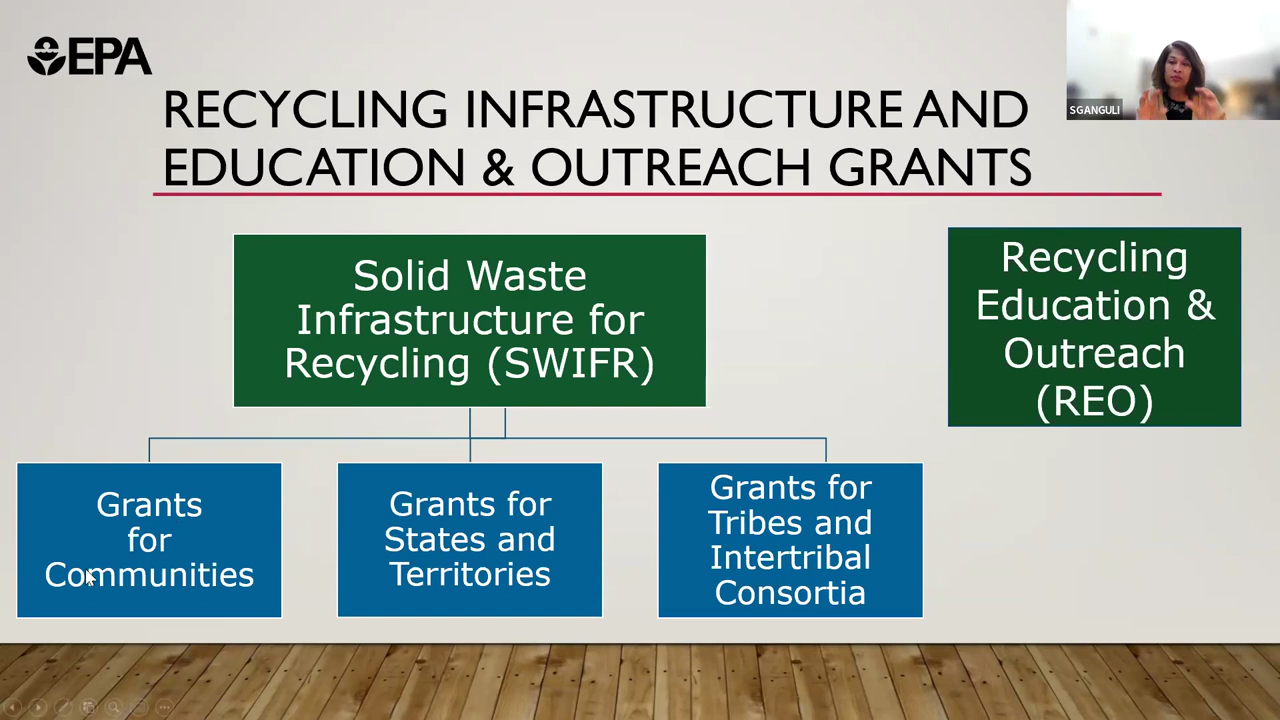 EPA
SGANGULI
RECYCLING INFRASTRUCTURE AND
EDUCATION & OUTREACH GRANTS
Solid Waste
Infrastructure for
Recycling (SWIFR)
Recycling
Education &
Outreach
(REO)
Grants
for
Communities
Grants for
States and
Territories
Grants for
Tribes and
Intertribal
Consortia